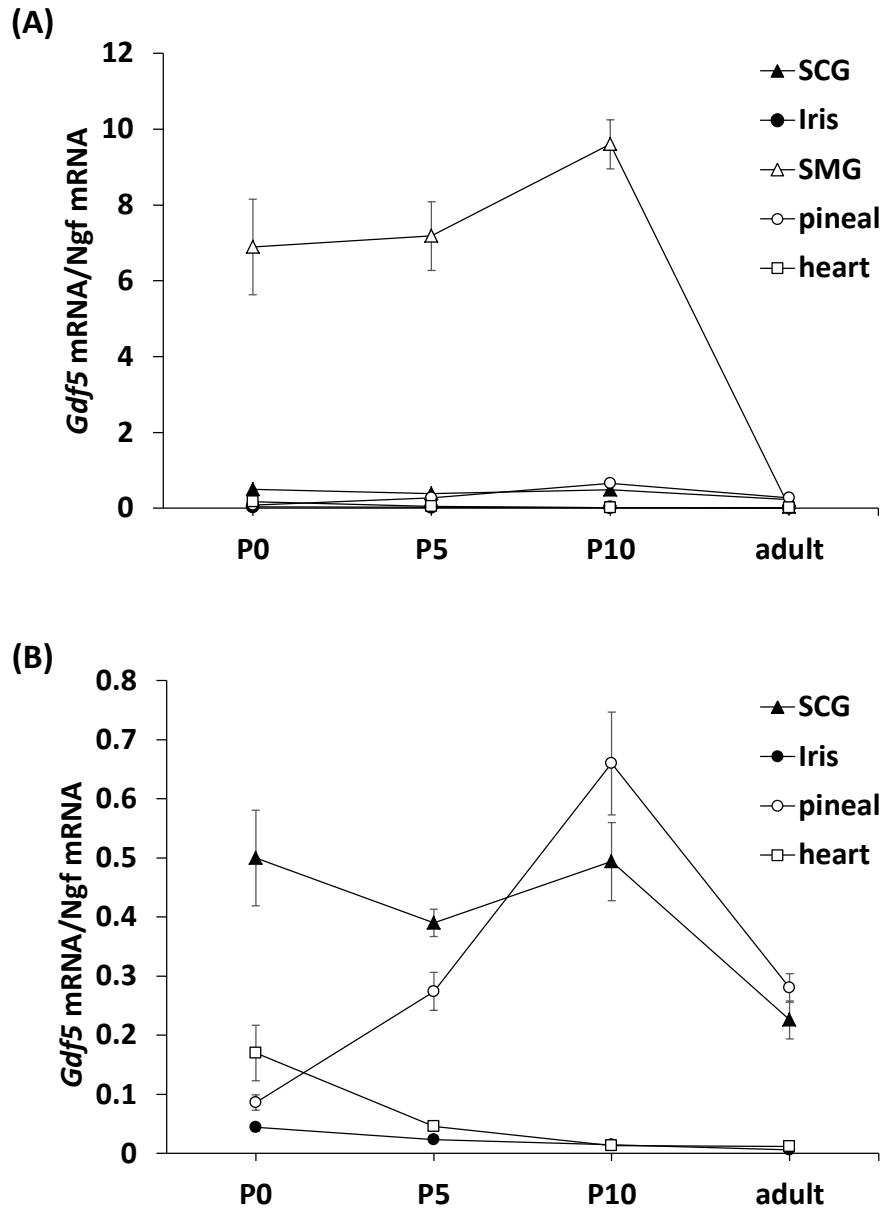 (A)
Gdf5 mRNA/Ngf mRNA
12
10
8
6
4
2
0
P0 P5 P10 adult
SCG
Iris
SMG
pineal
heart
(B)
Gdf5 mRNA/Ngf mRNA
0.8
0.7
0.6
0.5
0.4
0.3
0.2
0.1
0
P0 P5 P10 adult
SCG
Iris
pineal
heart